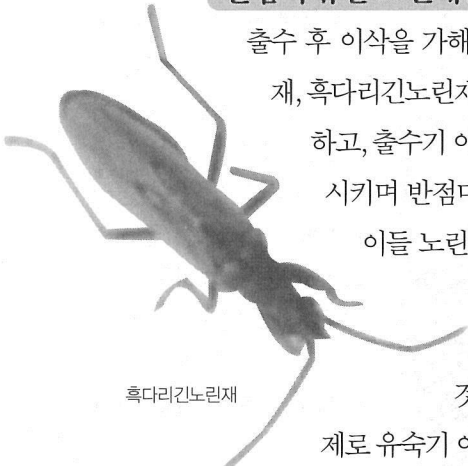 출수 후 이삭을 가해
재, 흑다리긴노린재
하고, 출수기 이
시키며 반점미
이들 노린
흑다리긴노린재
것
제로 유숙기 이